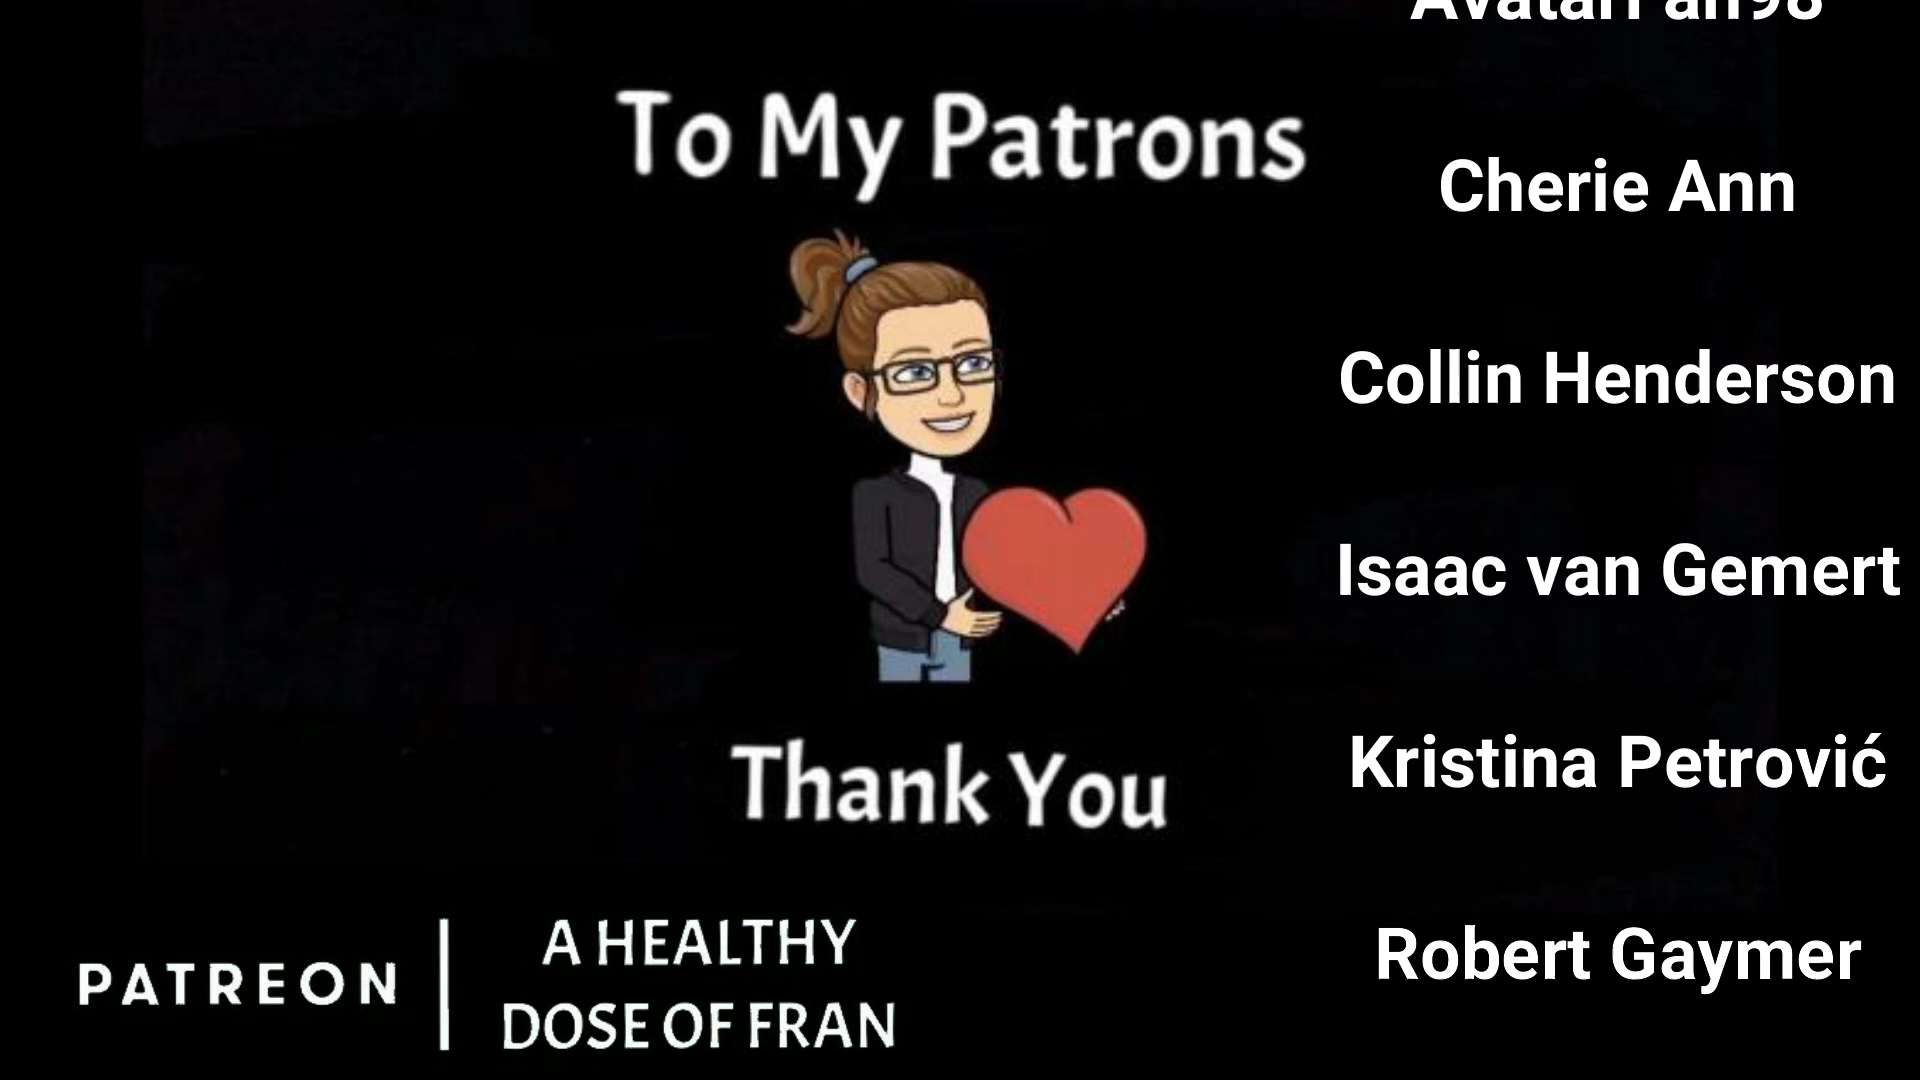 To My Patrons
Thank You
PATREON
A HEALTHY
DOSE OF FRAN
AvatarFan98
Cherie Ann
Collin Henderson
Isaac van Gemert
Kristina Petrović
Robert Gaymer